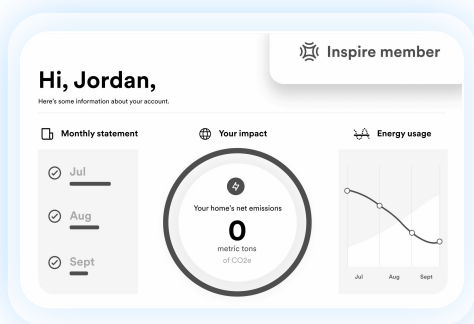 Inspire member
Hi, Jordan,
Here's some information about your account.
Monthly statement
Your impact
Energy usage
Jul
Aug
Sept
Your home's net emissions
0
metric tons
of CO2e
Jul Aug Sept